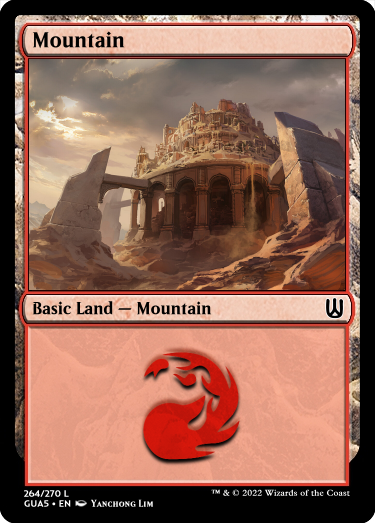 Mountain
Basic Land — Mountain
264/270 L
GUA5 • EN Yanchong Lim
™ & © 2022 Wizards of the Coast